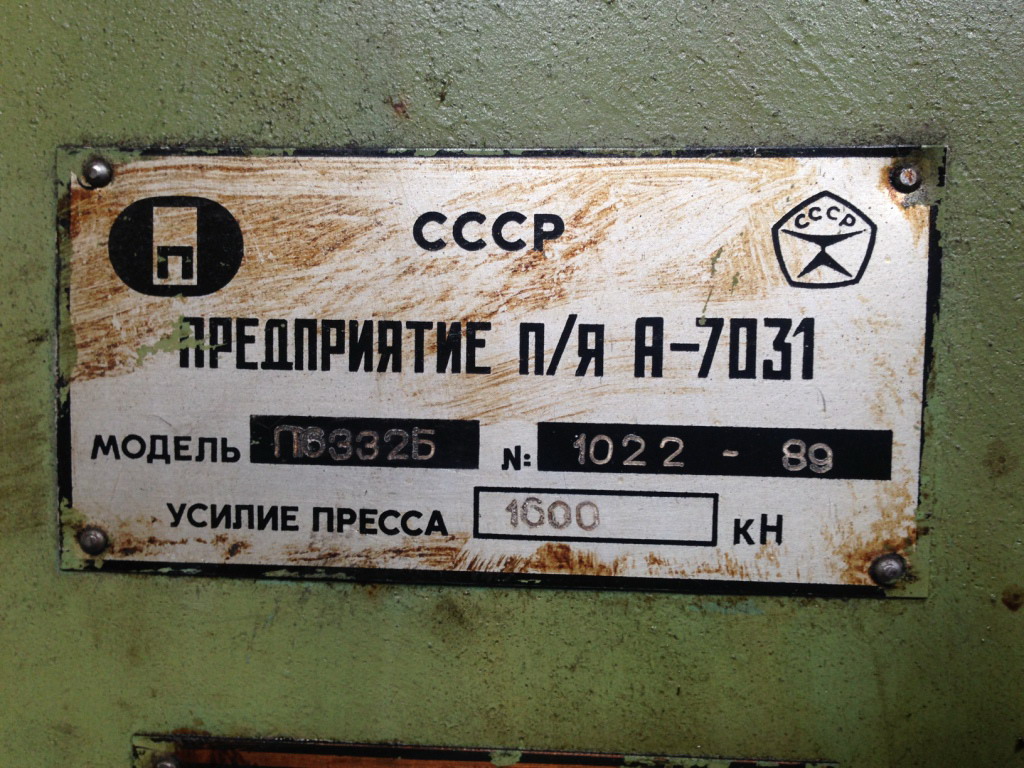 СССР
СССР
ПРЕДПРИЯТИЕ П/Я А-7031
МОДЕЛЬ П6332Б №: 1022 - 89
УСИЛИЕ ПРЕССА 1600 кН